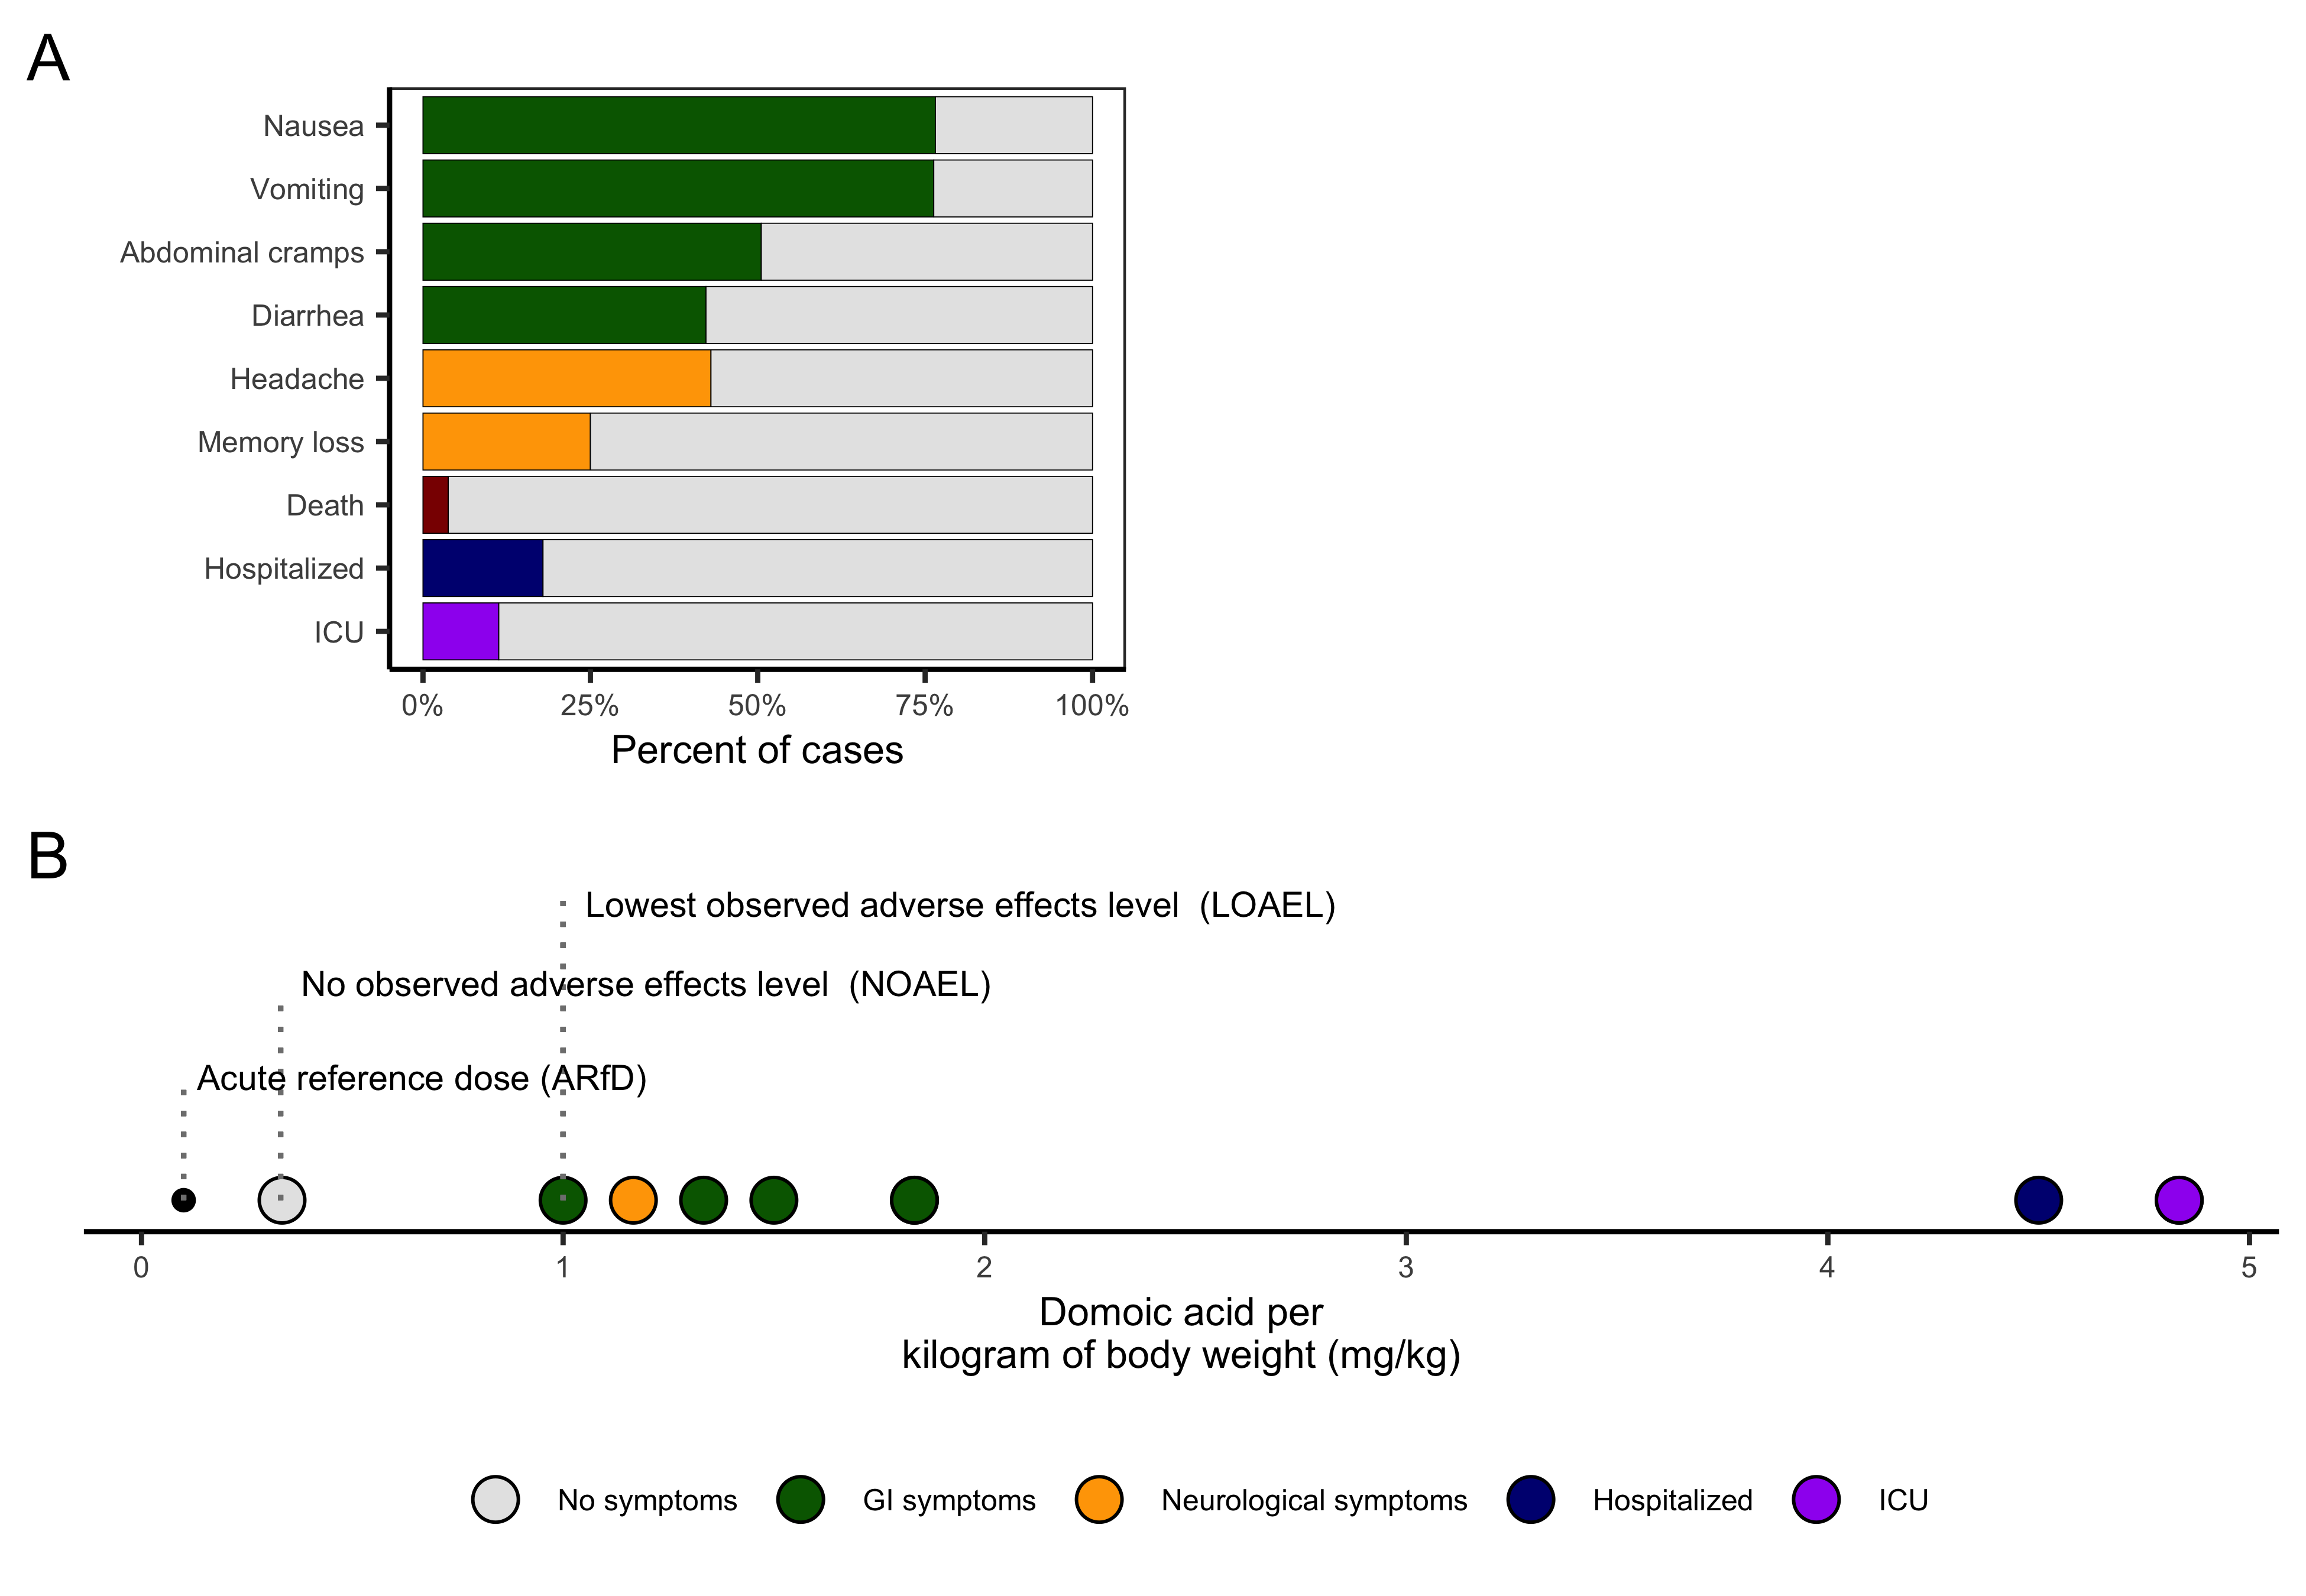 A
Nausea
Vomiting
Abdominal cramps
Diarrhea
Headache
Memory loss
Death
Hospitalized
ICU
0% 25% 50% 75% 100%
Percent of cases
B
Lowest observed adverse effects level  (LOAEL)
No observed adverse effects level  (NOAEL)
Acute reference dose (ARfD)
0 1 2 3 4 5
Domoic acid per
kilogram of body weight (mg/kg)
No symptoms GI symptoms Neurological symptoms Hospitalized ICU